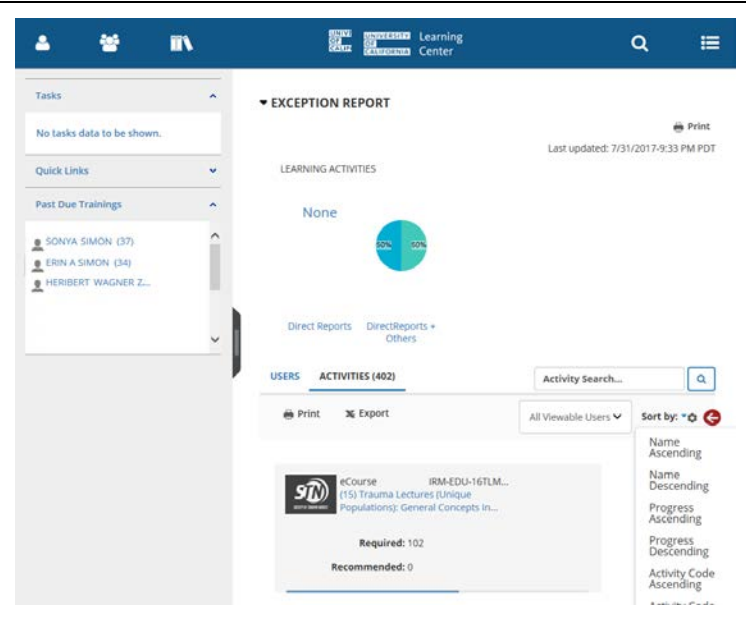 UNIVERSITY OF CALIFORNIA Learning Center
Tasks
No tasks data to be shown.
Quick Links
Past Due Trainings
SONYA SIMON (37)
ERIN A SIMON (34)
HERIBERT WAGNER Z...
EXCEPTION REPORT
Print
Last updated: 7/31/2017-9:33 PM PDT
LEARNING ACTIVITIES
None
50% 50%
Direct Reports DirectReports +
Others
USERS ACTIVITIES (402)
Activity Search...
Print Export
All Viewable Users
Sort by:
Name
Ascending
Name
Descending
Progress
Ascending
Progress
Descending
Activity Code
Ascending
STN
eCourse IRM-EDU-16TLM...
(15) Trauma Lectures (Unique
Populations): General Concepts in...
Required: 102
Recommended: 0